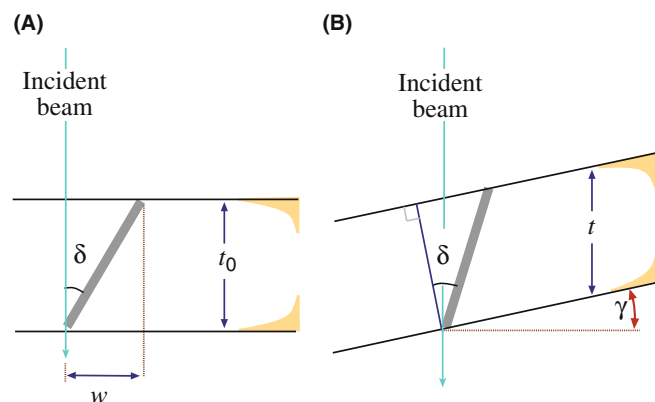 (A)
Incident
beam
δ
t0
w
(B)
Incident
beam
δ
t
γ